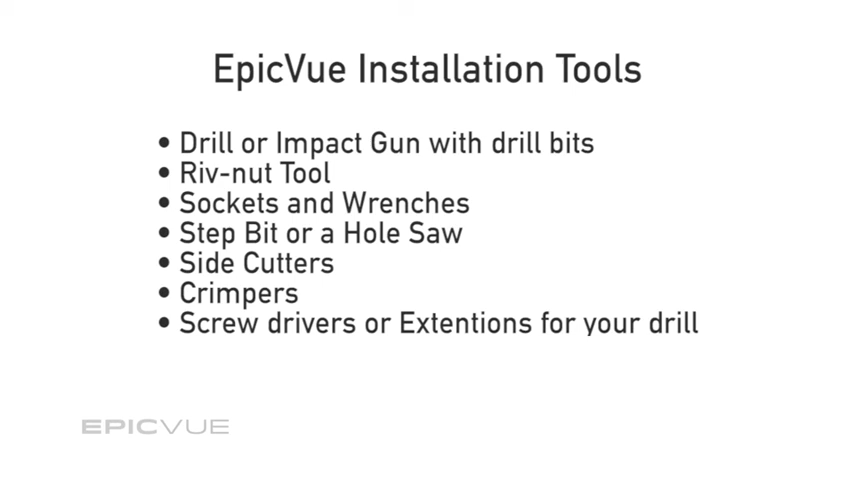 EpicVue Installation Tools
• Drill or Impact Gun with drill bits
• Riv-nut Tool
• Sockets and Wrenches
• Step Bit or a Hole Saw
• Side Cutters
• Crimpers
• Screw drivers or Extentions for your drill
EPICVUE